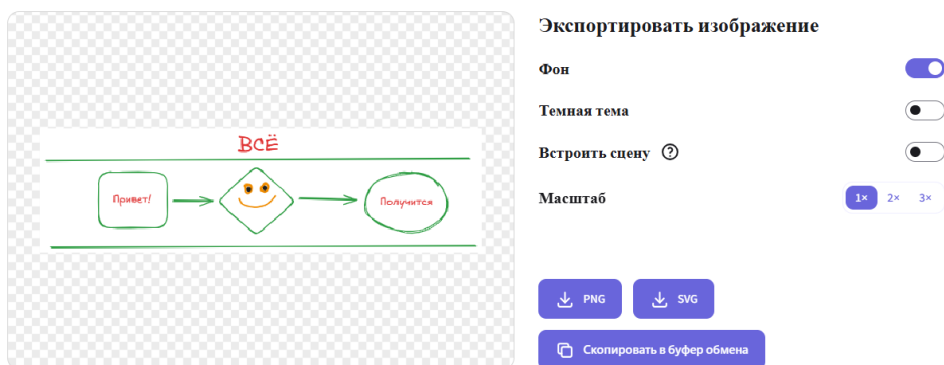 ВСЁ
Привет!
Получится
Экспортировать изображение
Фон
Темная тема
Встроить сцену ?
Масштаб 1× 2× 3×
PNG SVG
Скопировать в буфер обмена